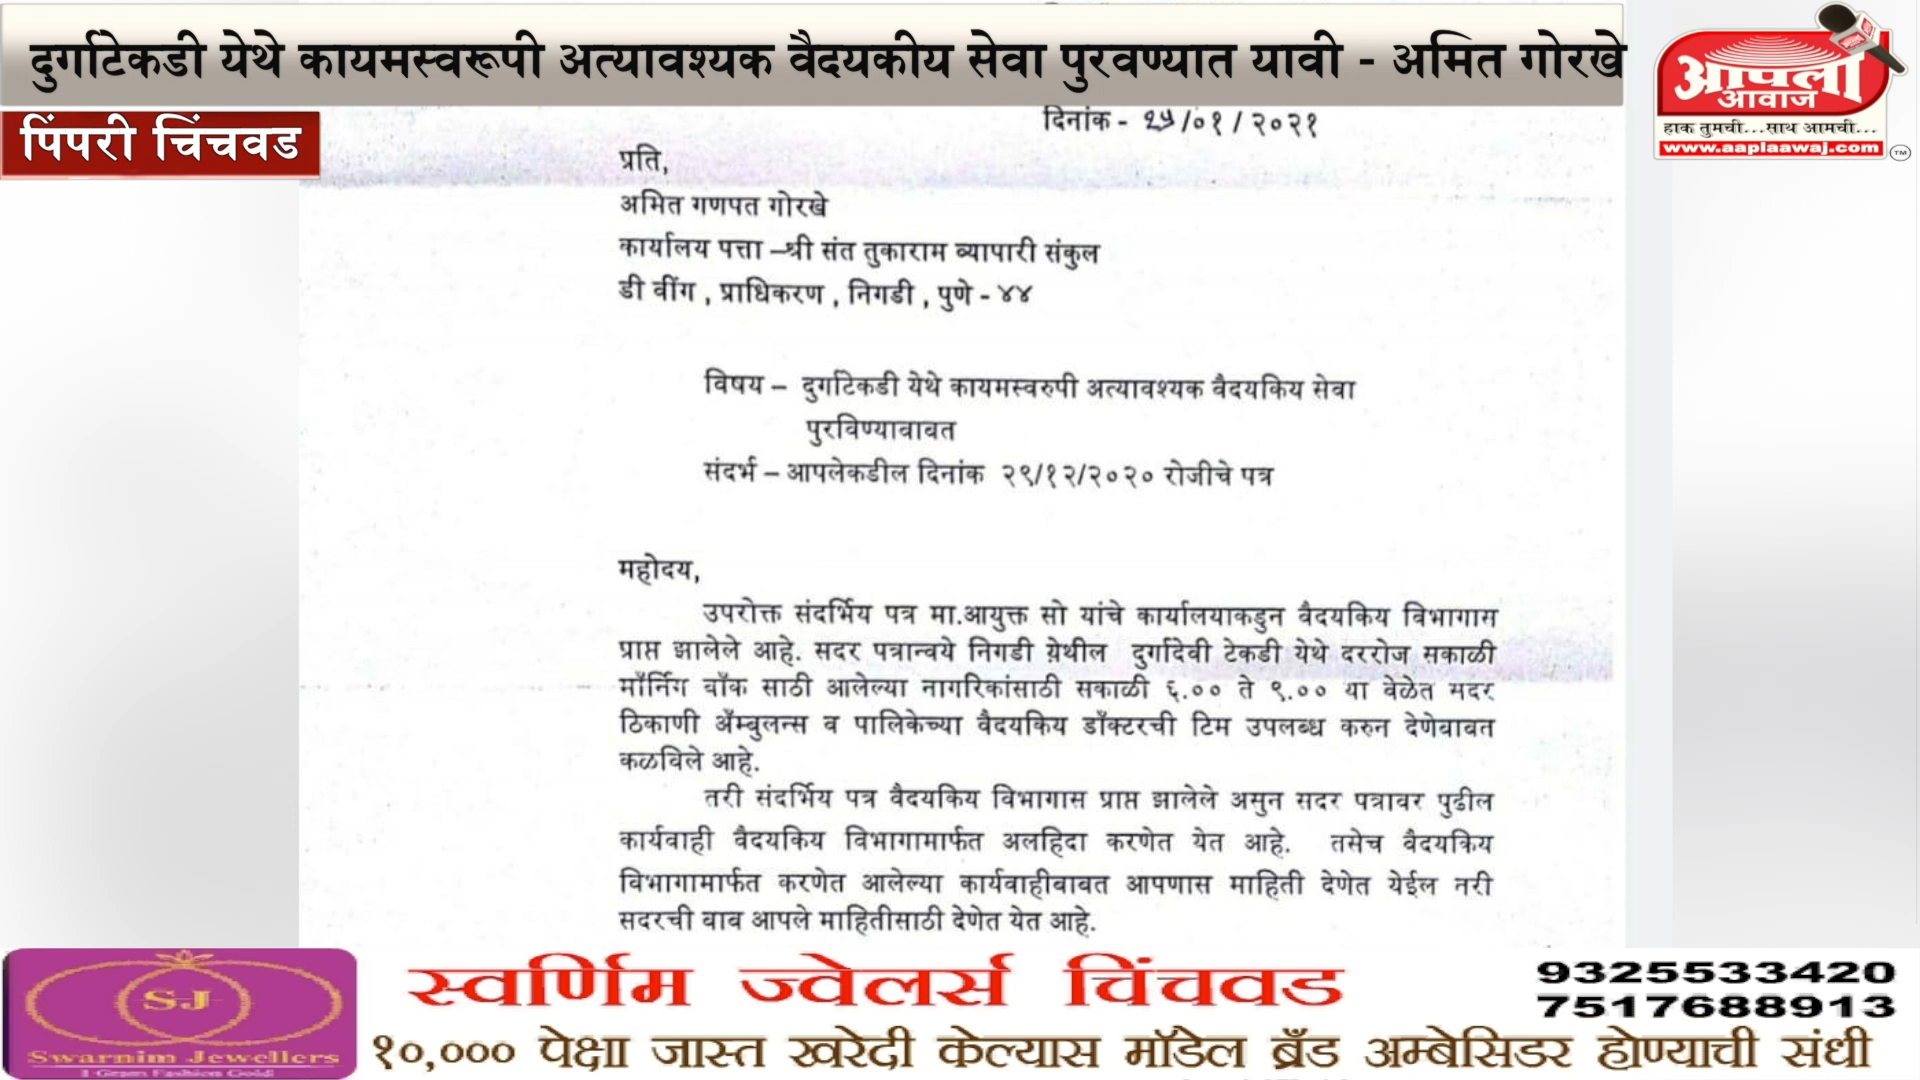 दुर्गाटेकडी येथे कायमस्वरूपी अत्यावश्यक वैदयकीय सेवा पुरवण्यात यावी - अमित गोरखे
आपला
आवाज
हाक तुमची...साथ आमची...
www.aaplaawaj.com
TM
पिंपरी चिंचवड
दिनांक - २५/०१/२०२१
प्रति,
अमित गणपत गोरखे
कार्यालय पत्ता –श्री संत तुकाराम व्यापारी संकुल
डी वींग , प्राधिकरण , निगडी , पुणे - ४४
विषय – दुर्गाटेकडी येथे कायमस्वरुपी अत्यावश्यक वैदयकिय सेवा
पुरविण्याबाबत
संदर्भ – आपलेकडील दिनांक २९/१२/२०२० रोजीचे पत्र
महोदय,
उपरोक्त संदर्भिय पत्र मा.आयुक्त सो यांचे कार्यालयाकडुन वैदयकिय विभागास
प्राप्त झालेले आहे. सदर पत्रान्वये निगडी येथील दुर्गादेवी टेकडी येथे दररोज सकाळी
मॉर्निग वॉक साठी आलेल्या नागरिकांसाठी सकाळी ६.०० ते ९.०० या वेळेत सदर
ठिकाणी अँम्बुलन्स व पालिकेच्या वैदयकिय डॉक्टरची टिम उपलब्ध करुन देणेबाबत
कळविले आहे.
तरी संदर्भिय पत्र वैदयकिय विभागास प्राप्त झालेले असुन सदर पत्रावर पुढील
कार्यवाही वैदयकिय विभागामार्फत अलहिदा करणेत येत आहे. तसेच वैदयकिय
विभागामार्फत करणेत आलेल्या कार्यवाहीबाबत आपणास माहिती देणेत येईल तरी
सदरची बाब आपले माहितीसाठी देणेत येत आहे.
SJ
Swarnim Jewellers
1 Gram Fashion Gold
स्वर्णिम ज्वेलर्स चिंचवड
9325533420
7517688913
१०,००० पेक्षा जास्त खरेदी केल्यास मॉडेल ब्रँड अम्बेसिडर होण्याची संधी